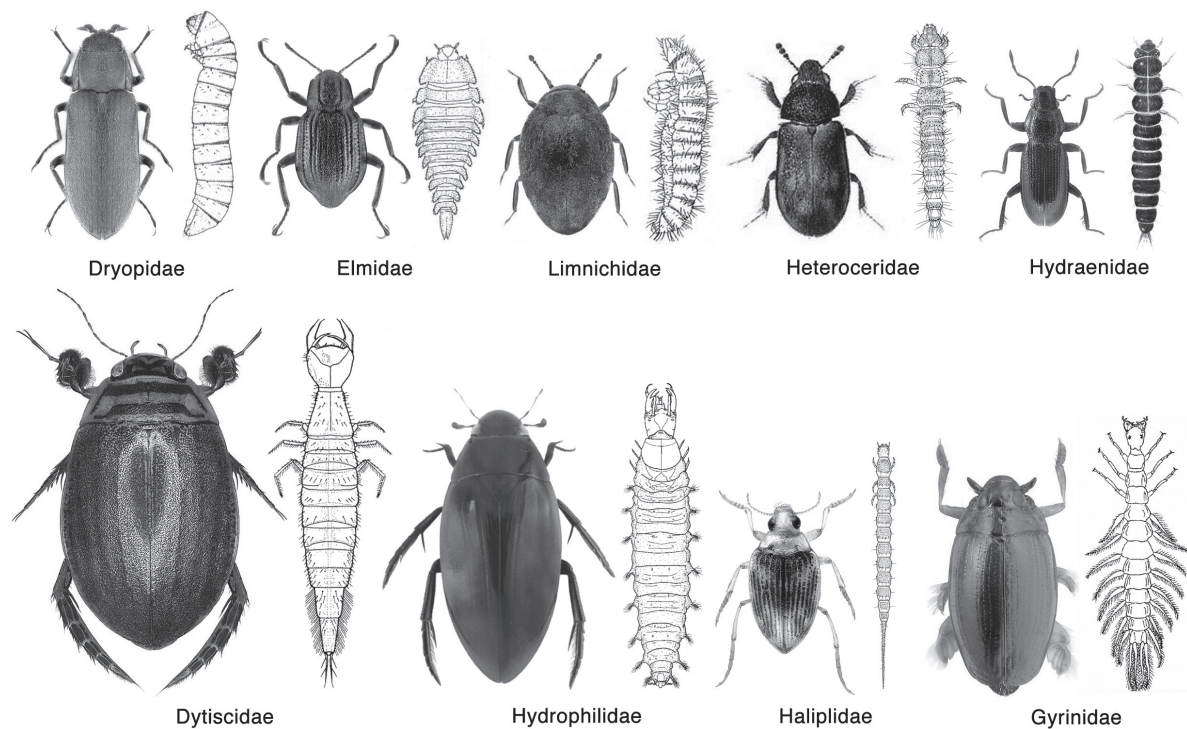 Dryopidae
Elmidae
Limnichidae
Heteroceridae
Hydraenidae
Dytiscidae
Hydrophilidae
Haliplidae
Gyrinidae